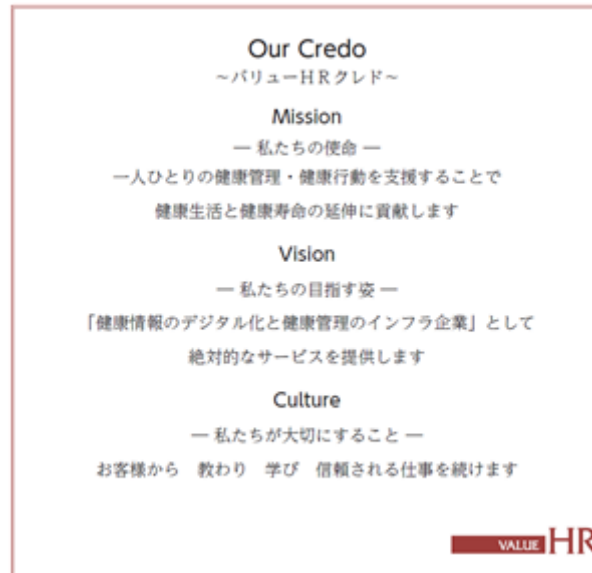 Our Credo
～バリューHRクレド～
Mission
― 私たちの使命 ―
一人ひとりの健康管理・健康行動を支援することで
健康生活と健康寿命の延伸に貢献します
Vision
― 私たちの目指す姿 ―
「健康情報のデジタル化と健康管理のインフラ企業」として
絶対的なサービスを提供します
Culture
― 私たちが大切にすること ―
お客様から　教わり　学び　信頼される仕事を続けます
VALUE HR